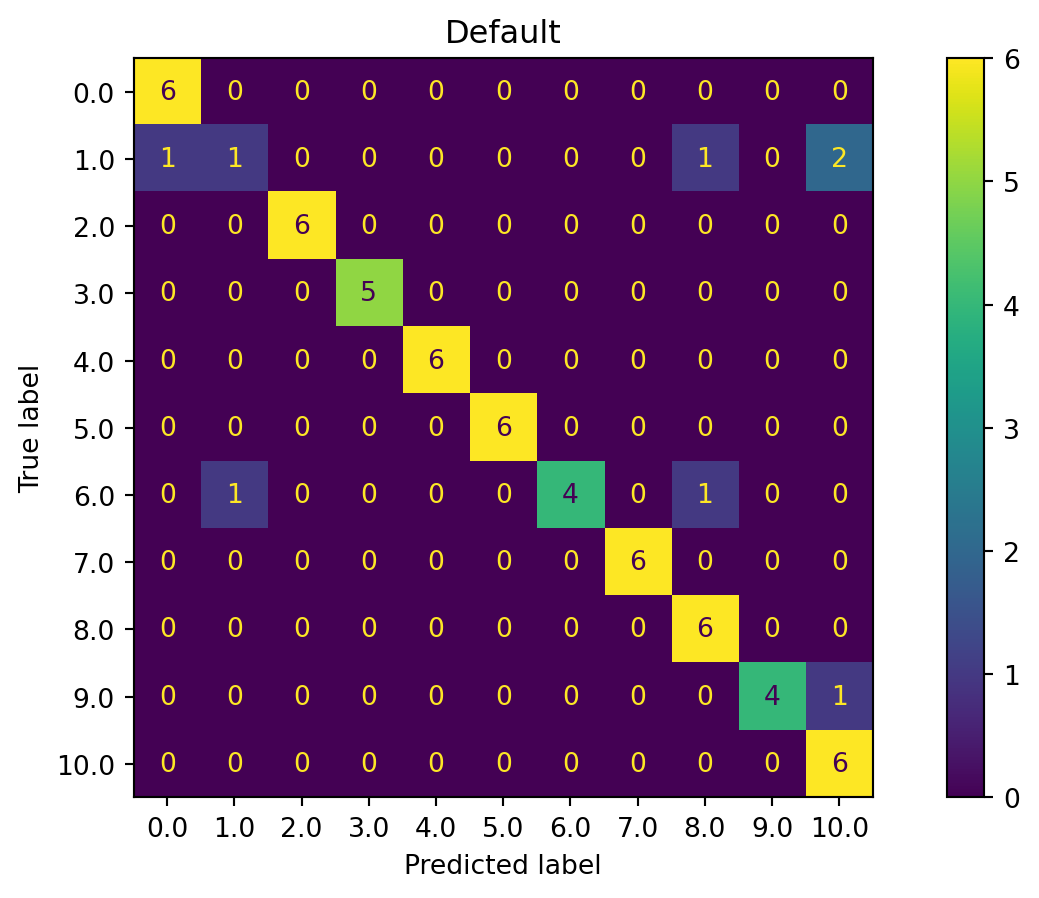 Default
True label
0.0 6 0 0 0 0 0 0 0 0 0 0
1.0 1 1 0 0 0 0 0 0 1 0 2
2.0 0 0 6 0 0 0 0 0 0 0 0
3.0 0 0 0 5 0 0 0 0 0 0 0
4.0 0 0 0 0 6 0 0 0 0 0 0
5.0 0 0 0 0 0 6 0 0 0 0 0
6.0 0 1 0 0 0 0 4 0 1 0 0
7.0 0 0 0 0 0 0 0 6 0 0 0
8.0 0 0 0 0 0 0 0 0 6 0 0
9.0 0 0 0 0 0 0 0 0 0 4 1
10.0 0 0 0 0 0 0 0 0 0 0 6
0.0 1.0 2.0 3.0 4.0 5.0 6.0 7.0 8.0 9.0 10.0
Predicted label
6
5
4
3
2
1
0